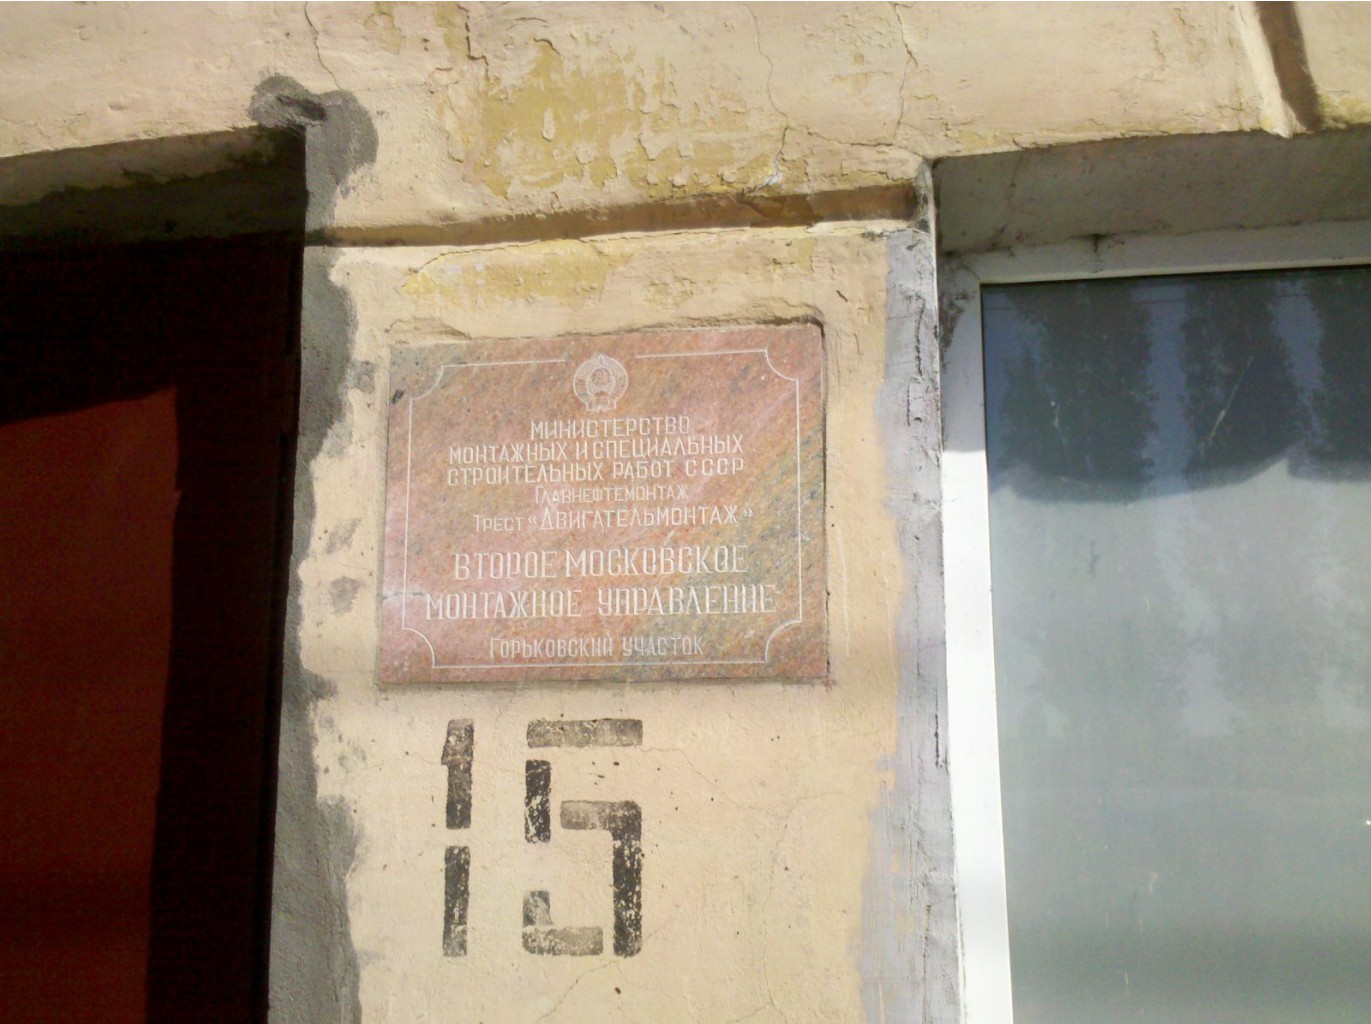 МИНИСТЕРСТВО
МОНТАЖНЫХ И СПЕЦИАЛЬНЫХ
СТРОИТЕЛЬНЫХ РАБОТ СССР
ГЛАВНЕФТЕМОНТАЖ
ТРЕСТ «ДВИГАТЕЛЬМОНТАЖ»
ВТОРОЕ МОСКОВСКОЕ
МОНТАЖНОЕ УПРАВЛЕНИЕ
ГОРЬКОВСКИЙ УЧАСТОК
15